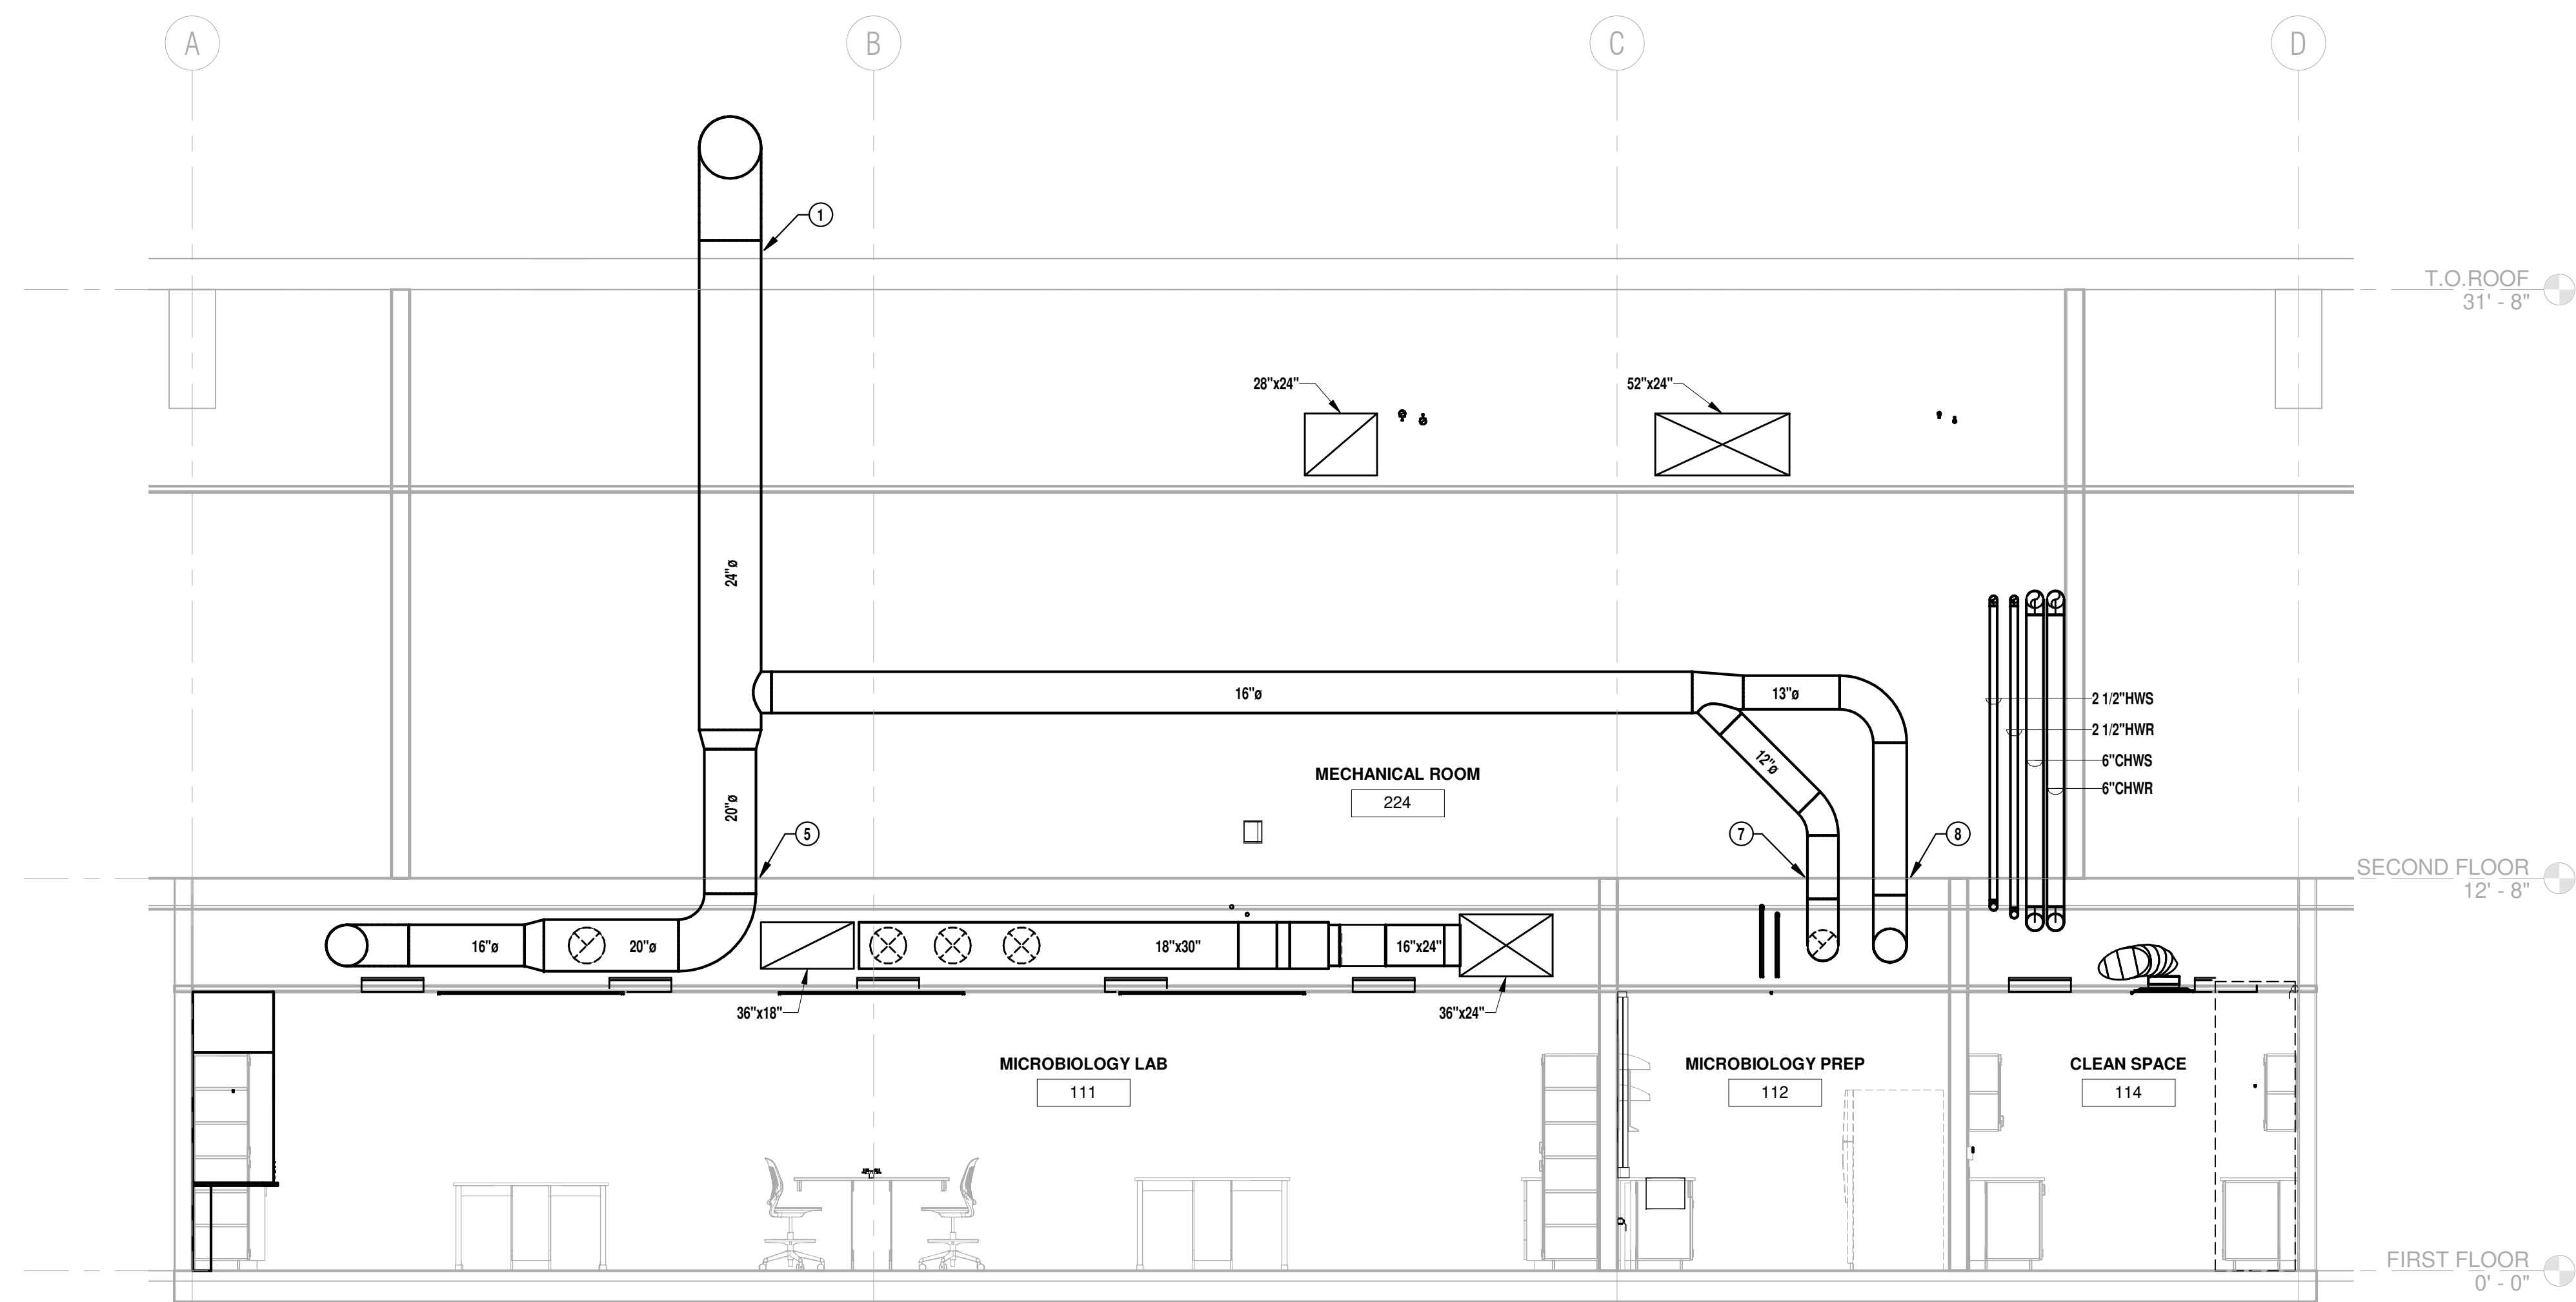 A
B
C
D
1
T.O.ROOF
31' - 8"
28"x24"
52"x24"
24"ø
16"ø
13"ø
2 1/2"HWS
2 1/2"HWR
6"CHWS
6"CHWR
12"ø
MECHANICAL ROOM
224
20"ø
5
7
8
SECOND FLOOR
12' - 8"
16"ø
20"ø
18"x30"
16"x24"
36"x18"
36"x24"
MICROBIOLOGY LAB
111
MICROBIOLOGY PREP
112
CLEAN SPACE
114
FIRST FLOOR
0' - 0"